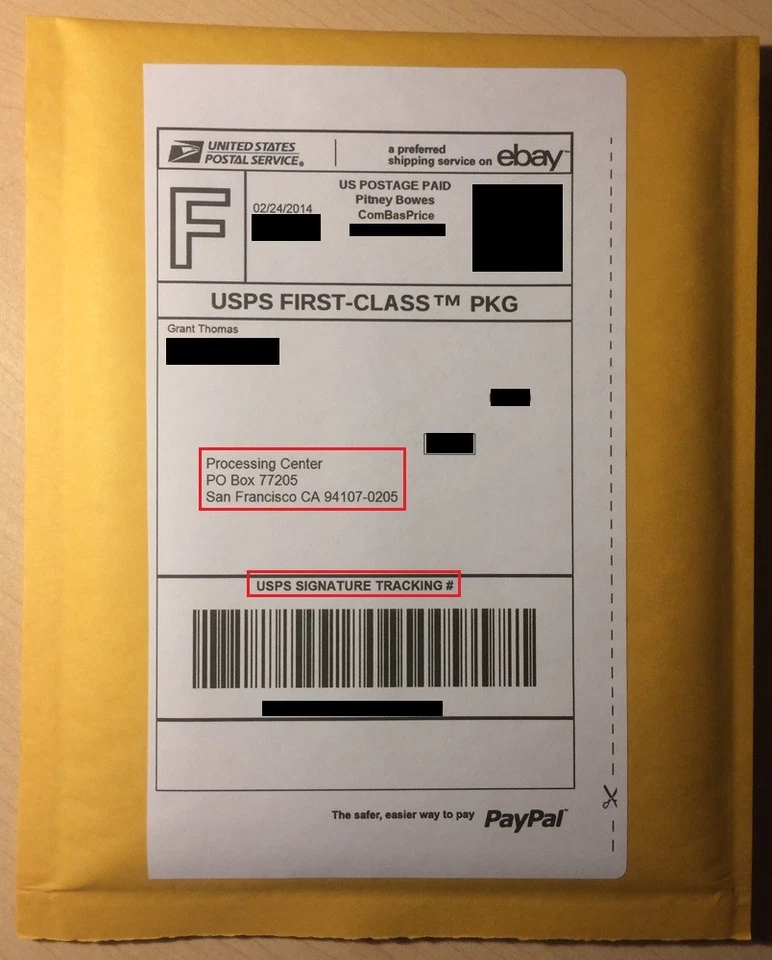 UNITED STATES
POSTAL SERVICE®
a preferred
shipping service on ebay™
F
02/24/2014
US POSTAGE PAID
Pitney Bowes
ComBasPrice
USPS FIRST-CLASS™ PKG
Grant Thomas
Processing Center
PO Box 77205
San Francisco CA 94107-0205
USPS SIGNATURE TRACKING #
The safer, easier way to pay PayPal™